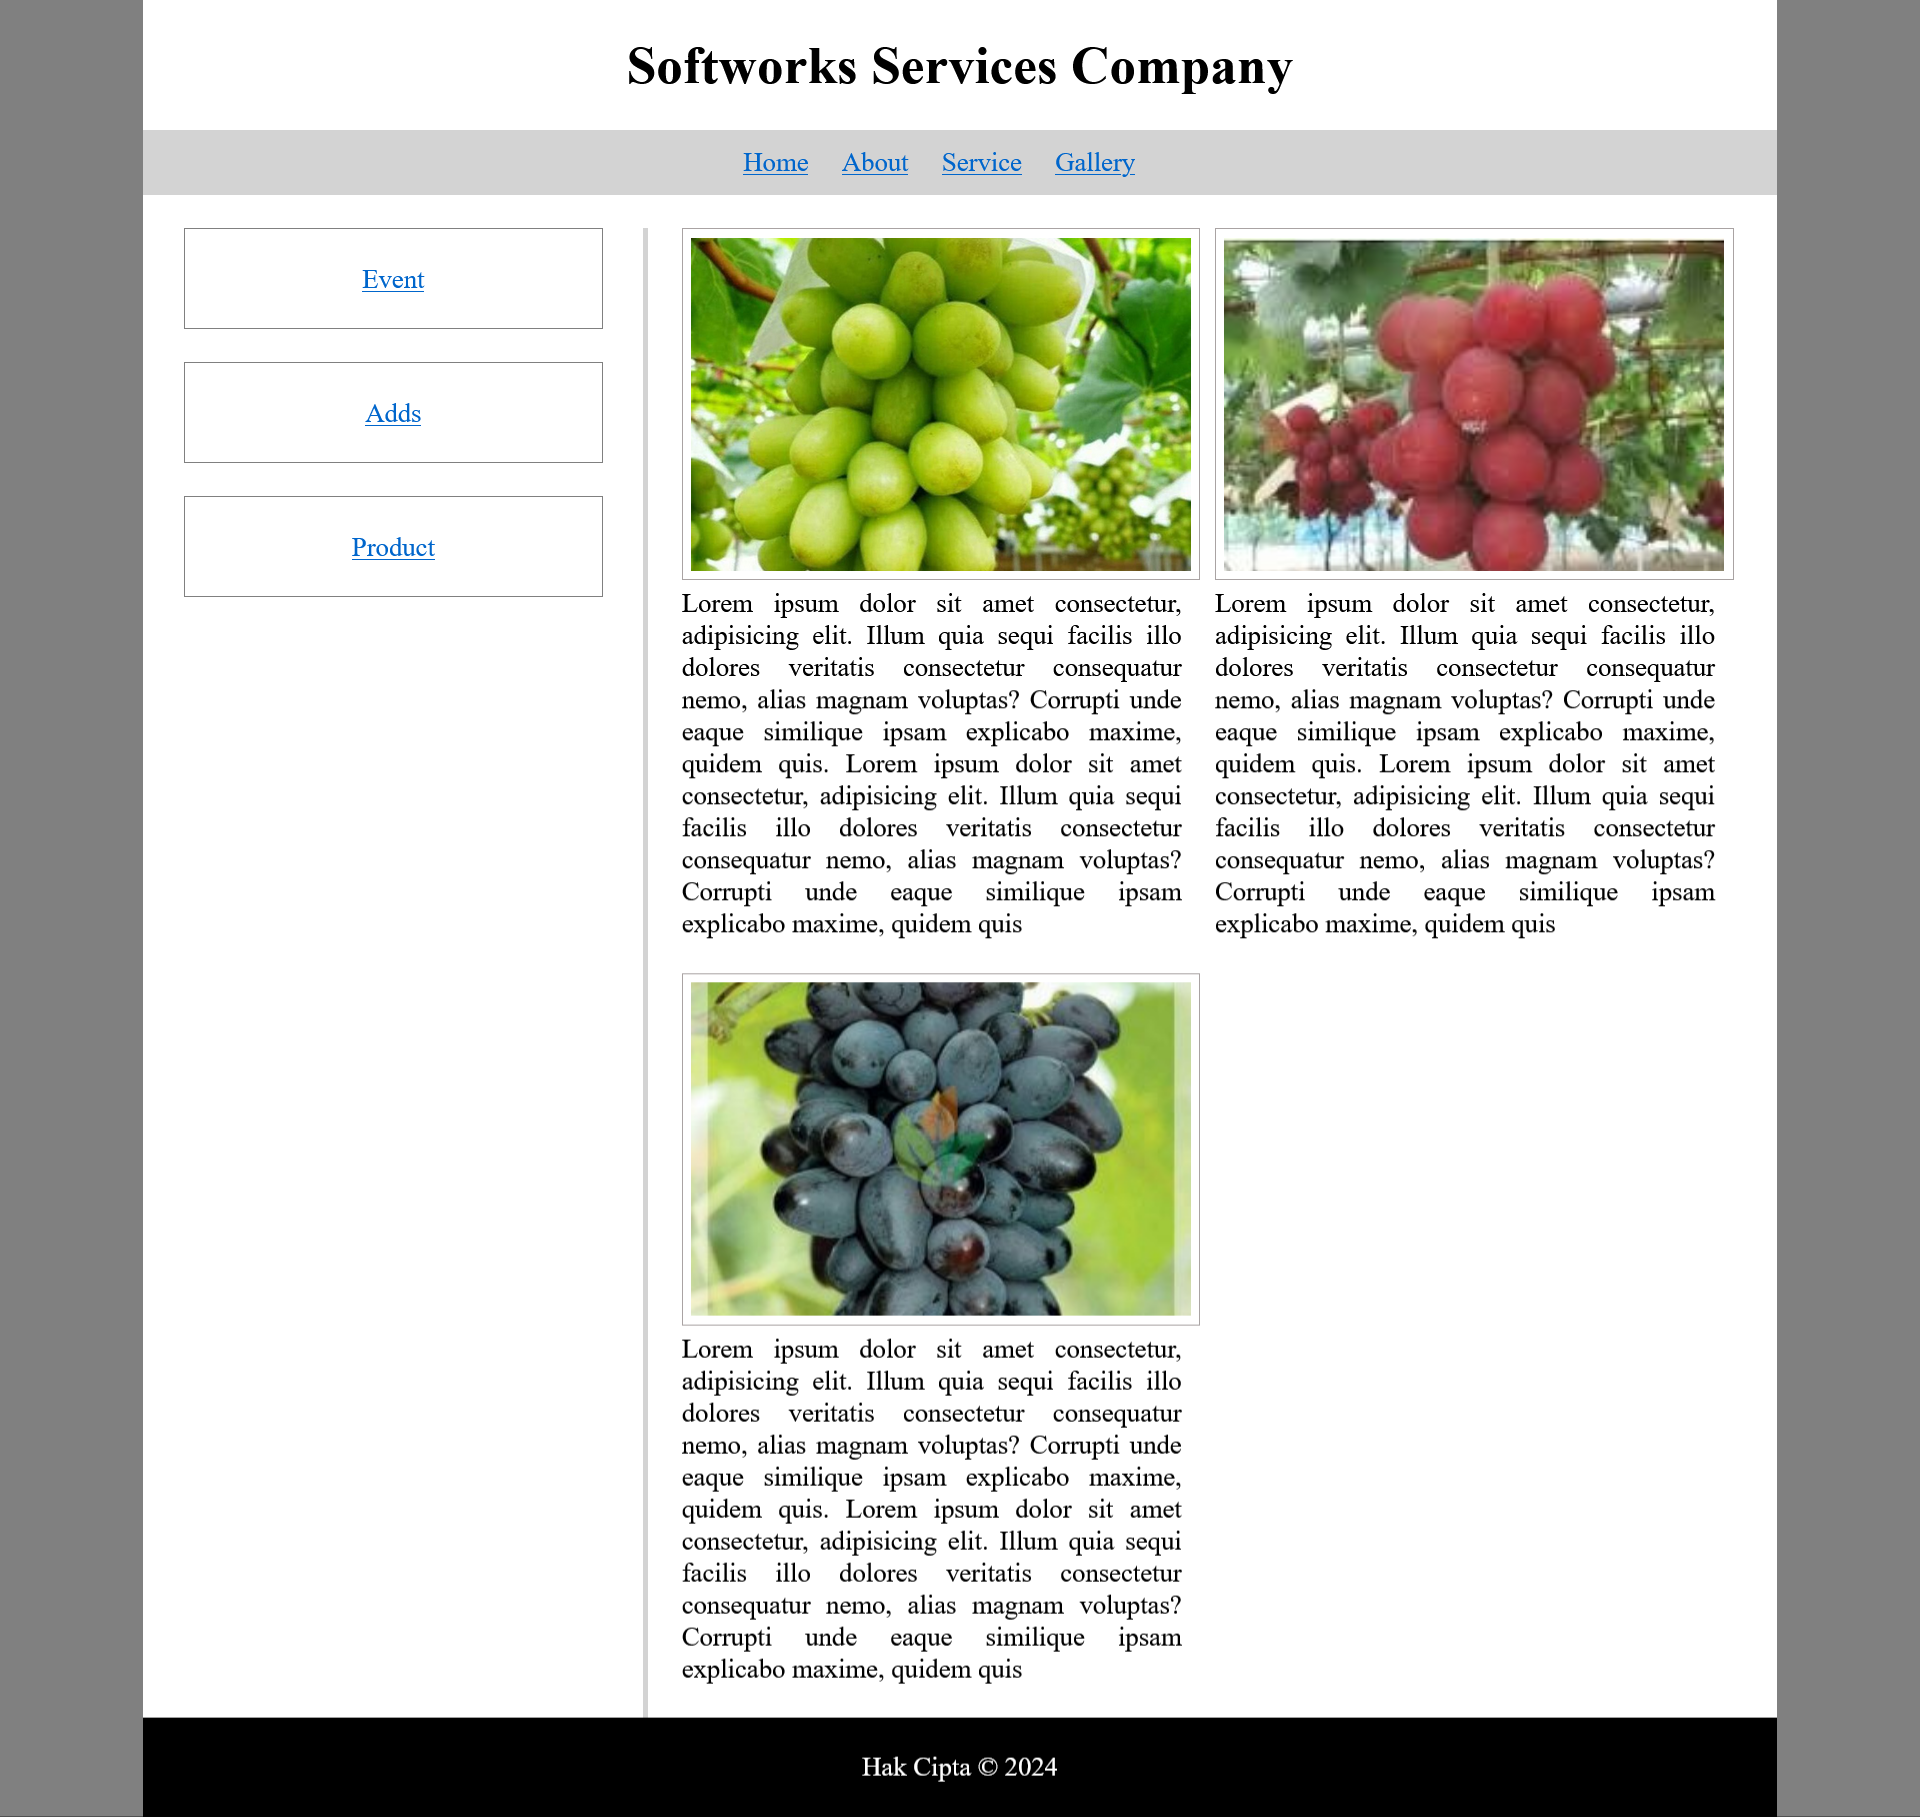 Softworks Services Company
Home About Service Gallery
Event
Adds
Product
Lorem ipsum dolor sit amet consectetur,
adipisicing elit. Illum quia sequi facilis illo
dolores veritatis consectetur consequatur
nemo, alias magnam voluptas? Corrupti unde
eaque similique ipsam explicabo maxime,
quidem quis. Lorem ipsum dolor sit amet
consectetur, adipisicing elit. Illum quia sequi
facilis illo dolores veritatis consectetur
consequatur nemo, alias magnam voluptas?
Corrupti unde eaque similique ipsam
explicabo maxime, quidem quis
Lorem ipsum dolor sit amet consectetur,
adipisicing elit. Illum quia sequi facilis illo
dolores veritatis consectetur consequatur
nemo, alias magnam voluptas? Corrupti unde
eaque similique ipsam explicabo maxime,
quidem quis. Lorem ipsum dolor sit amet
consectetur, adipisicing elit. Illum quia sequi
facilis illo dolores veritatis consectetur
consequatur nemo, alias magnam voluptas?
Corrupti unde eaque similique ipsam
explicabo maxime, quidem quis
Lorem ipsum dolor sit amet consectetur,
adipisicing elit. Illum quia sequi facilis illo
dolores veritatis consectetur consequatur
nemo, alias magnam voluptas? Corrupti unde
eaque similique ipsam explicabo maxime,
quidem quis. Lorem ipsum dolor sit amet
consectetur, adipisicing elit. Illum quia sequi
facilis illo dolores veritatis consectetur
consequatur nemo, alias magnam voluptas?
Corrupti unde eaque similique ipsam
explicabo maxime, quidem quis
Hak Cipta © 2024